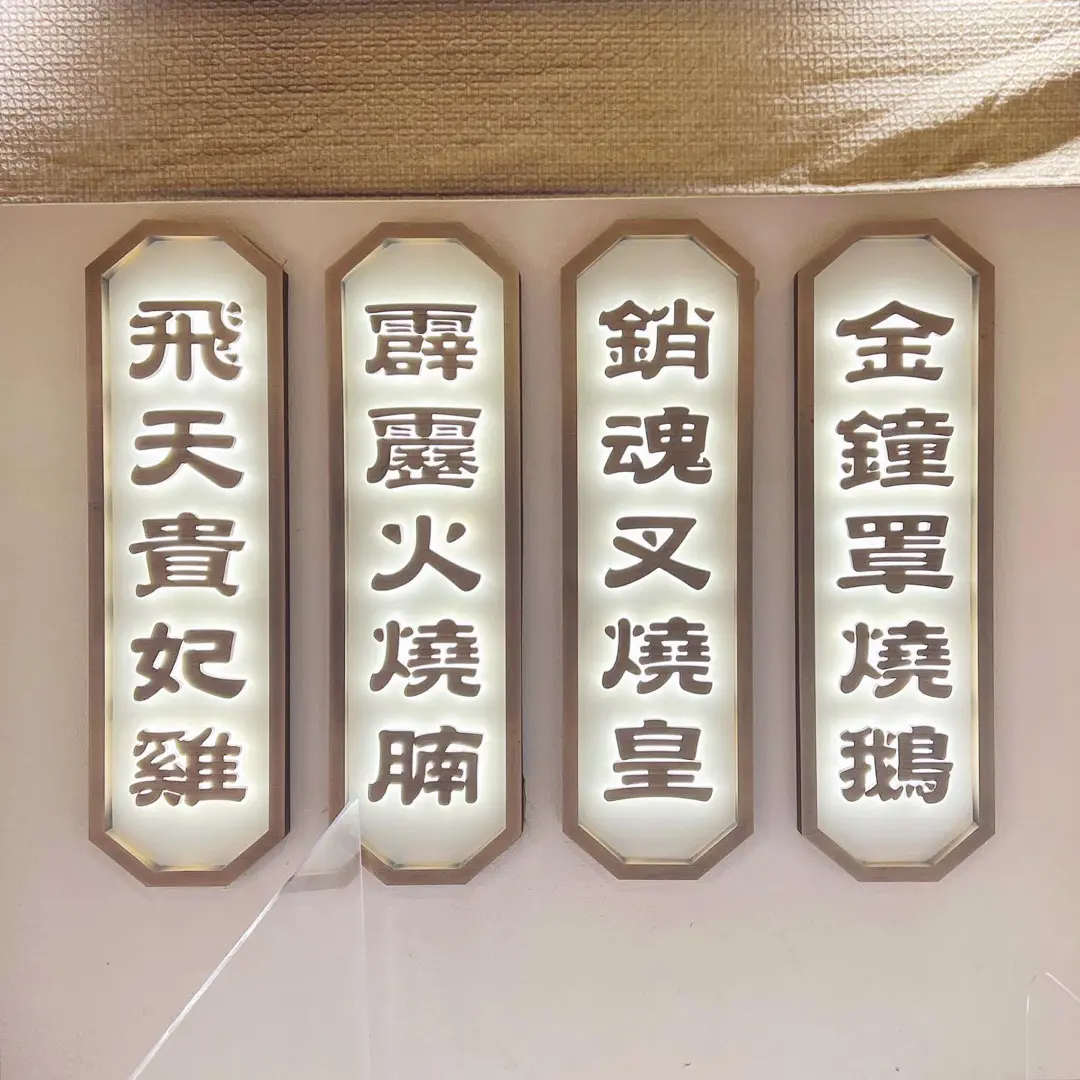 金鐘罩燒鵝
銷魂叉燒皇
霹靂火燒腩
飛天貴妃雞